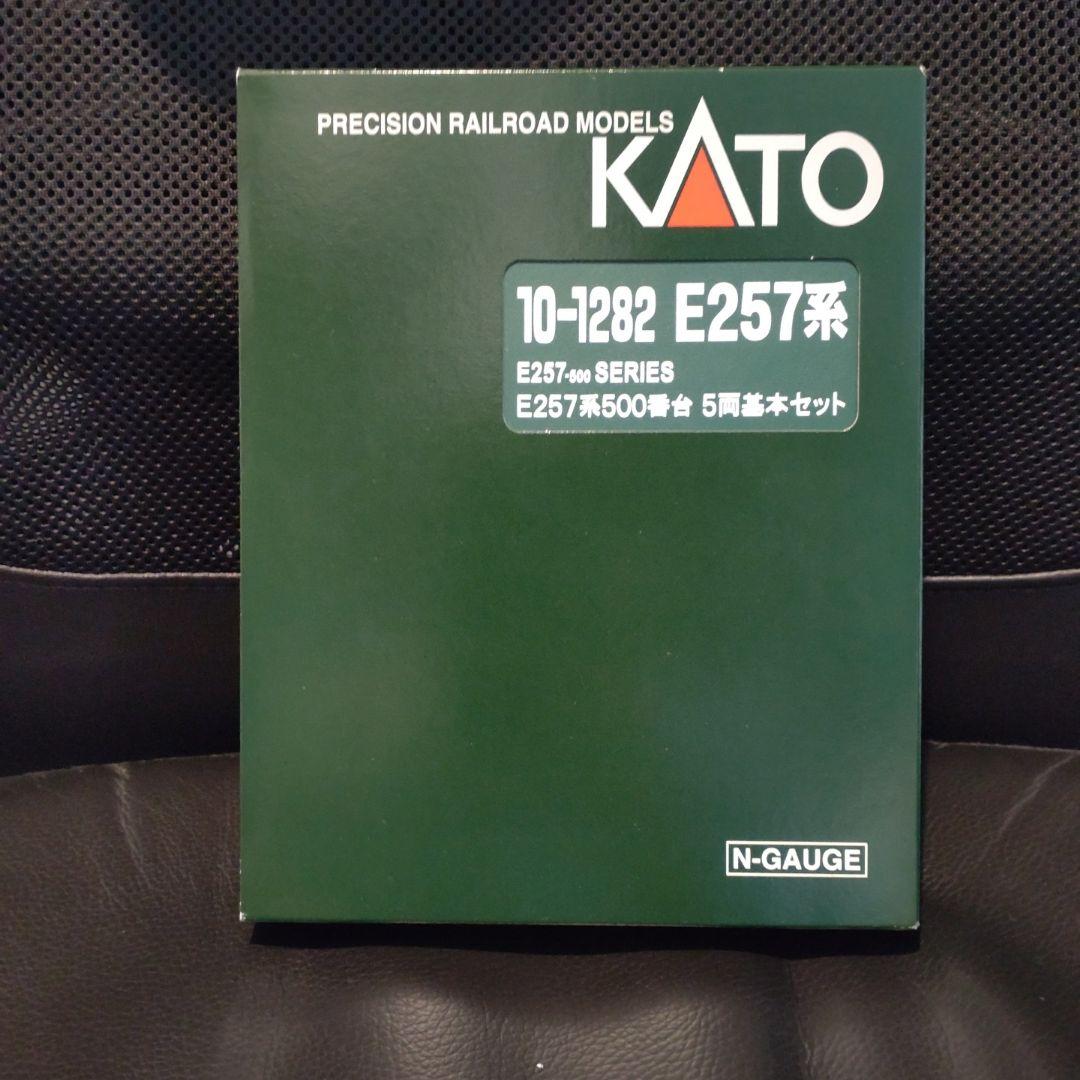 PRECISION RAILROAD MODELS
KATO
10-1282 E257系
E257-500 SERIES
E257系500番台 5両基本セット
N-GAUGE